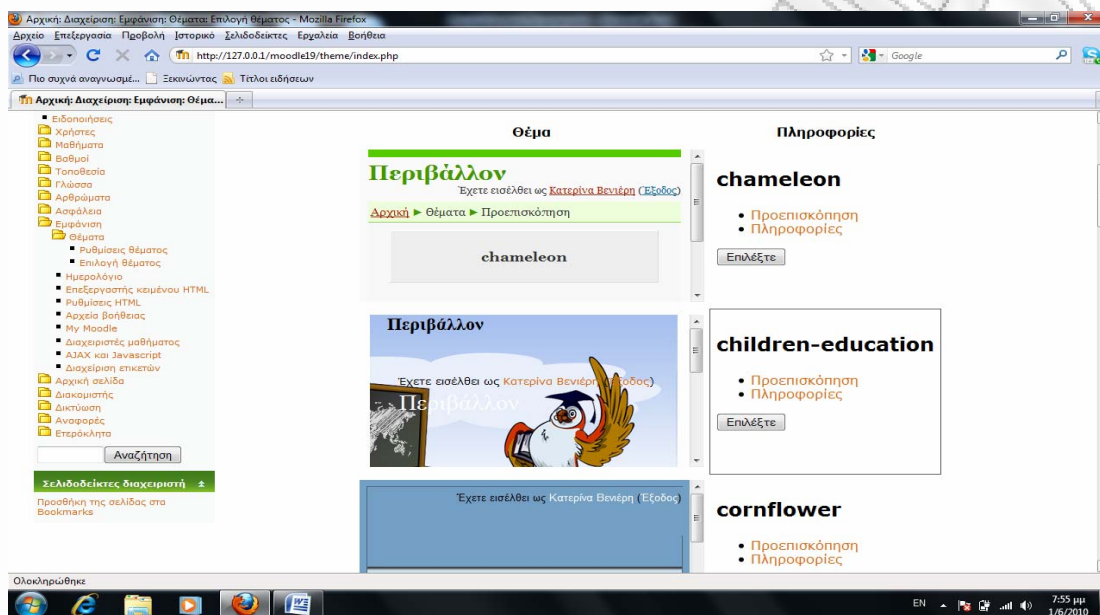 Αρχική: Διαχείριση: Εμφάνιση: Θέματα: Επιλογή θέματος - Mozilla Firefox
Αρχείο Επεξεργασία Προβολή Ιστορικό Σελιδοδείκτες Εργαλεία Βοήθεια
http://127.0.0.1/moodle19/theme/index.php
Google
Πιο συχνά αναγνωσμέ... Ξεκινώντας Τίτλοι ειδήσεων
Αρχική: Διαχείριση: Εμφάνιση: Θέμα...
Ειδοποιήσεις
Χρήστες
Μαθήματα
Βαθμοί
Τοποθεσία
Γλώσσα
Αρθρώματα
Ασφάλεια
Εμφάνιση
Θέματα
Ρυθμίσεις θέματος
Επιλογή θέματος
Ημερολόγιο
Επεξεργαστής κειμένου HTML
Ρυθμίσεις HTML
Αρχεία βοήθειας
My Moodle
Διαχειριστές μαθήματος
AJAX και Javascript
Διαχείριση ετικετών
Αρχική σελίδα
Διακομιστής
Δικτύωση
Αναφορές
Ετερόκλητα
Αναζήτηση
Σελιδοδείκτες διαχειριστή
Προσθήκη της σελίδας στα
Bookmarks
Θέμα
Πληροφορίες
Περιβάλλον
Έχετε εισέλθει ως Κατερίνα Βενιέρη (Έξοδος)
Αρχική ► Θέματα ► Προεπισκόπηση
chameleon
chameleon
Προεπισκόπηση
Πληροφορίες
Επιλέξτε
Περιβάλλον
Έχετε εισέλθει ως Κατερίνα Βενιέρη (Έξοδος)
Περιβάλλον
children-education
Προεπισκόπηση
Πληροφορίες
Επιλέξτε
Έχετε εισέλθει ως Κατερίνα Βενιέρη (Έξοδος)
cornflower
Προεπισκόπηση
Πληροφορίες
Ολοκληρώθηκε
EN
7:55 μμ
1/6/2010